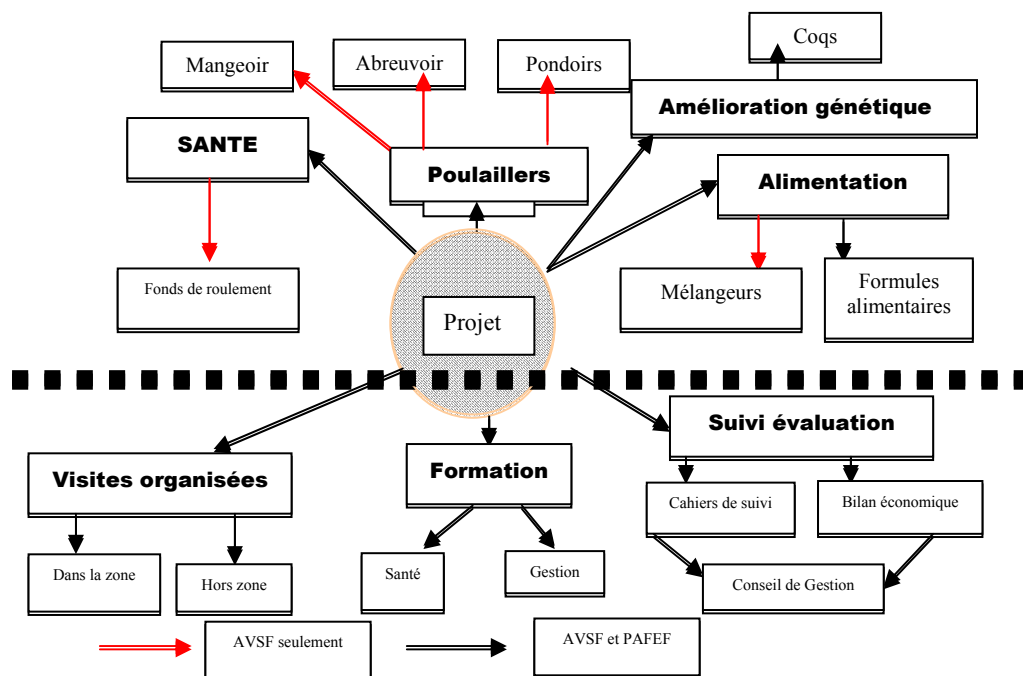 Coqs
Mangeoir
Abreuvoir
Pondoirs
Amélioration génétique
SANTE
Poulaillers
Alimentation
Fonds de roulement
Mélangeurs
Formules
alimentaires
Projet
Suivi évaluation
Visites organisées
Formation
Cahiers de suivi
Bilan économique
Dans la zone
Hors zone
Santé
Gestion
Conseil de Gestion
AVSF seulement
AVSF et PAFEF